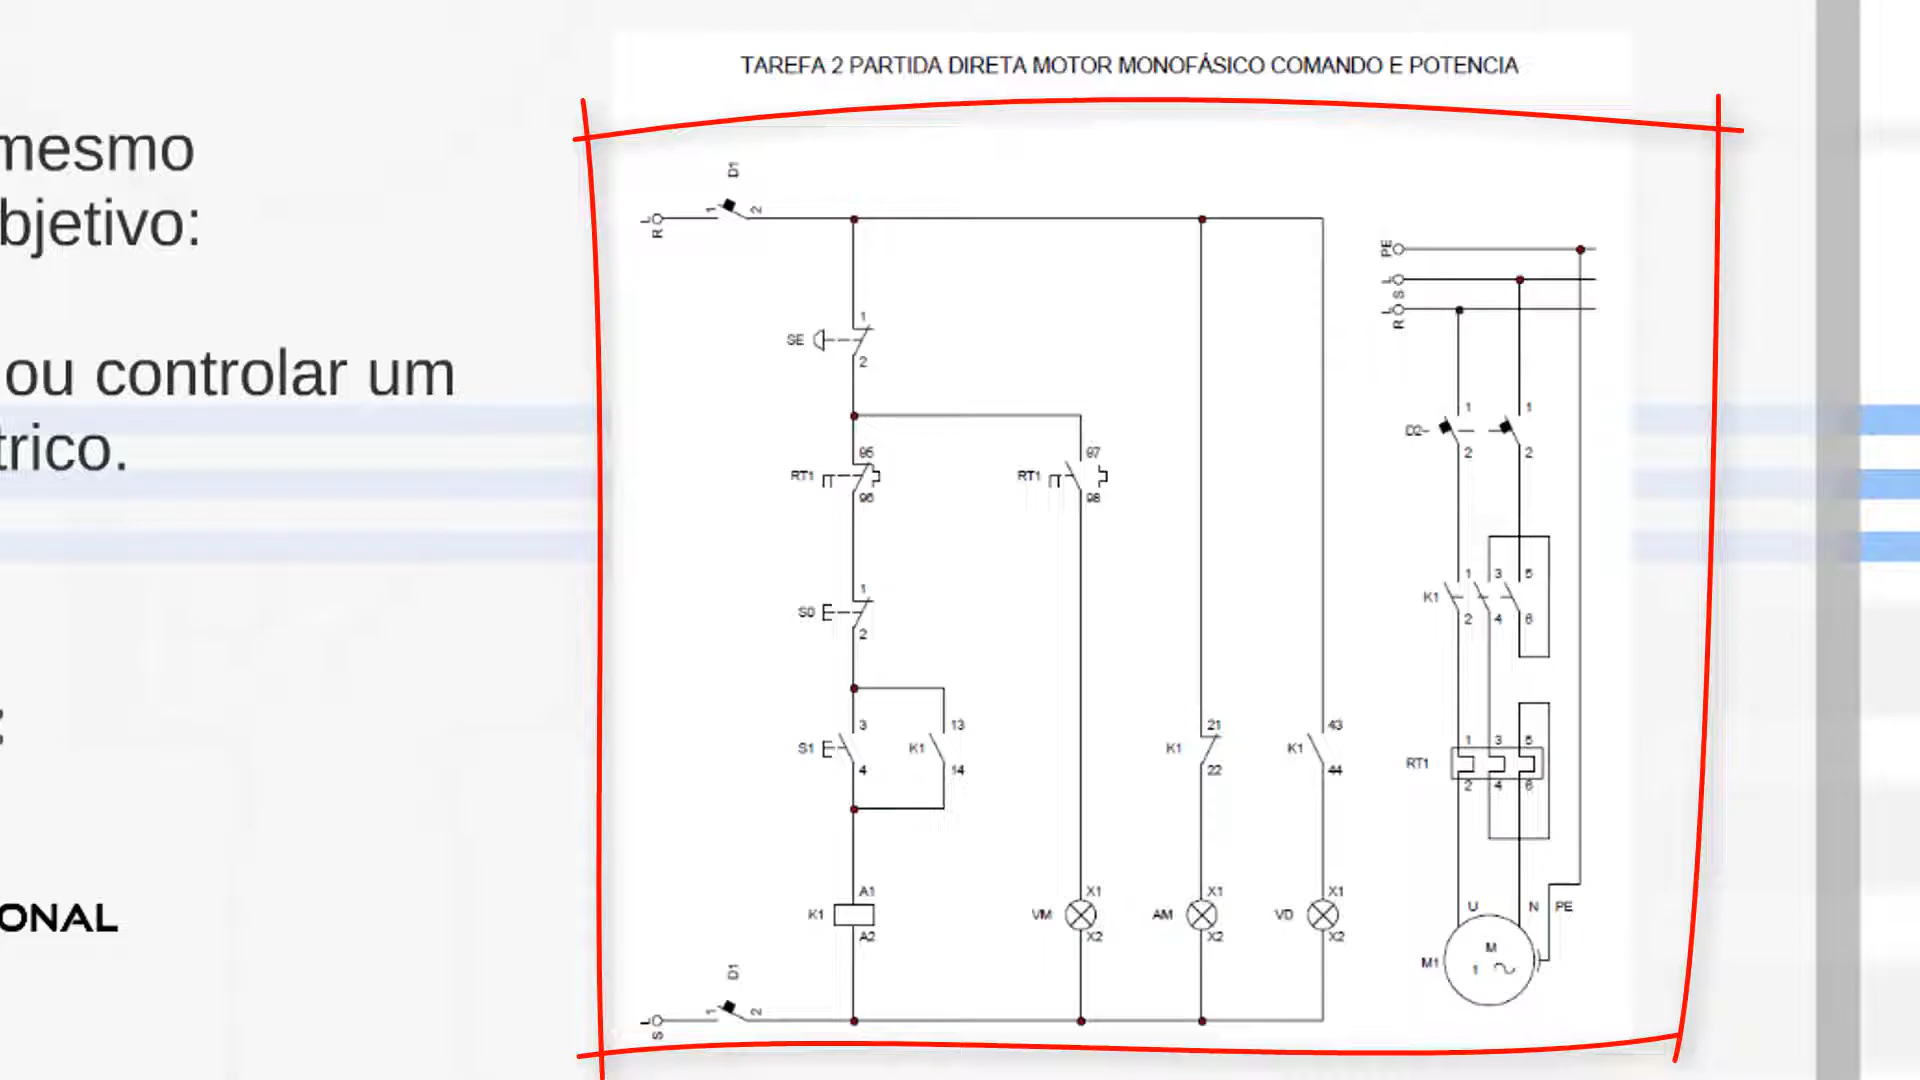 TAREFA 2 PARTIDA DIRETA MOTOR MONOFÁSICO COMANDO E POTENCIA
mesmo
bjetivo:
ou controlar um
trico.
ONAL
D1
L
R
1
2
SE
1
2
RT1
95
96
RT1
97
98
S0
1
2
S1
3
4
K1
13
14
K1
21
22
K1
43
44
K1
A1
A2
VM
X1
X2
AM
X1
X2
VD
X1
X2
D1
L
S
1
2
PE
L
S
L
R
D2
1
2
1
2
K1
1
3
5
2
4
6
RT1
1
3
5
2
4
6
U
N
PE
M1
M
1